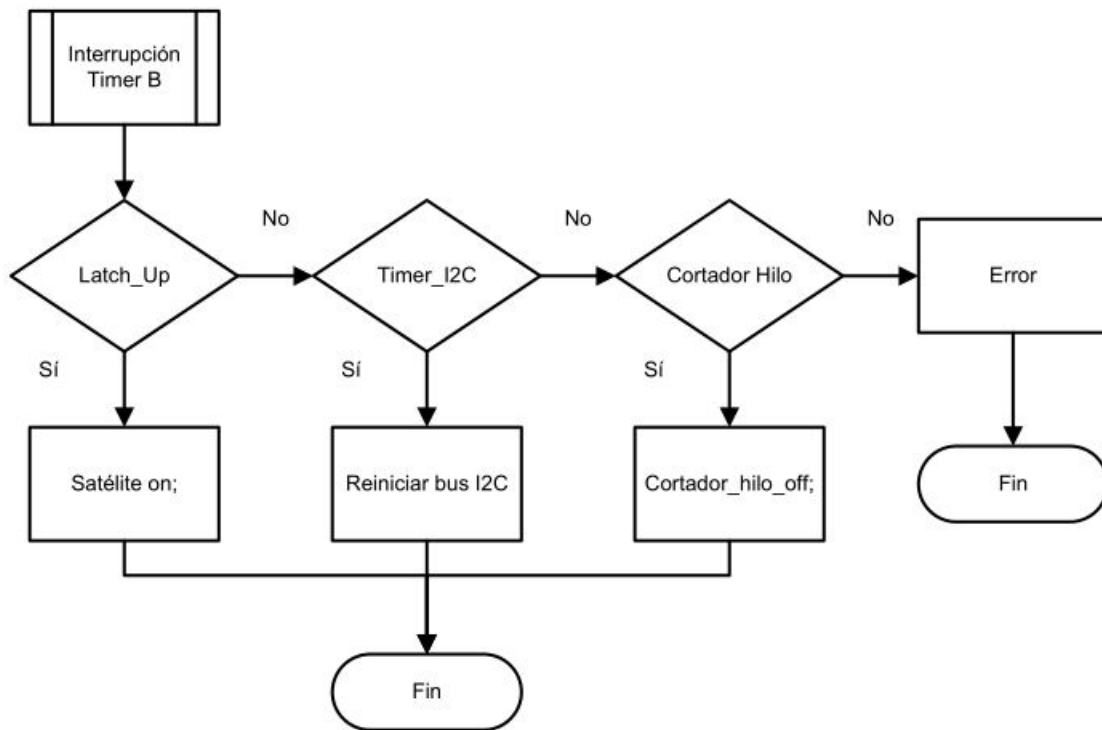 Interrupción
Timer B
No
No
No
Latch_Up
Timer_I2C
Cortador Hilo
Error
Sí
Sí
Sí
Satélite on;
Reiniciar bus I2C
Cortador_hilo_off;
Fin
Fin